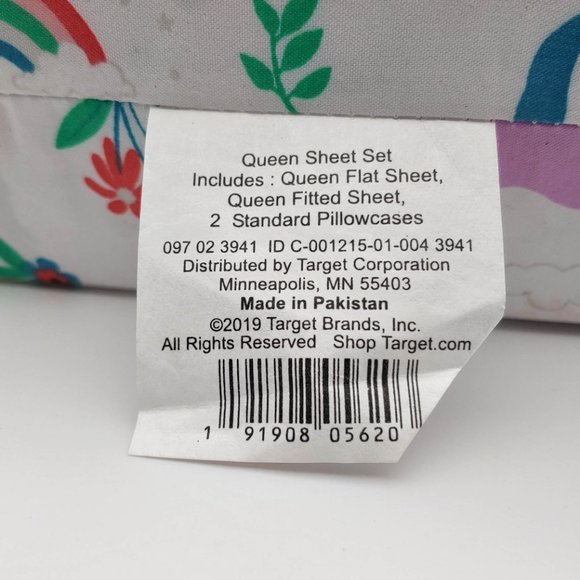 Queen Sheet Set
Includes : Queen Flat Sheet,
Queen Fitted Sheet,
2 Standard Pillowcases
097 02 3941 ID C-001215-01-004 3941
Distributed by Target Corporation
Minneapolis, MN 55403
Made in Pakistan
©2019 Target Brands, Inc.
All Rights Reserved Shop Target.com
1 91908 05620